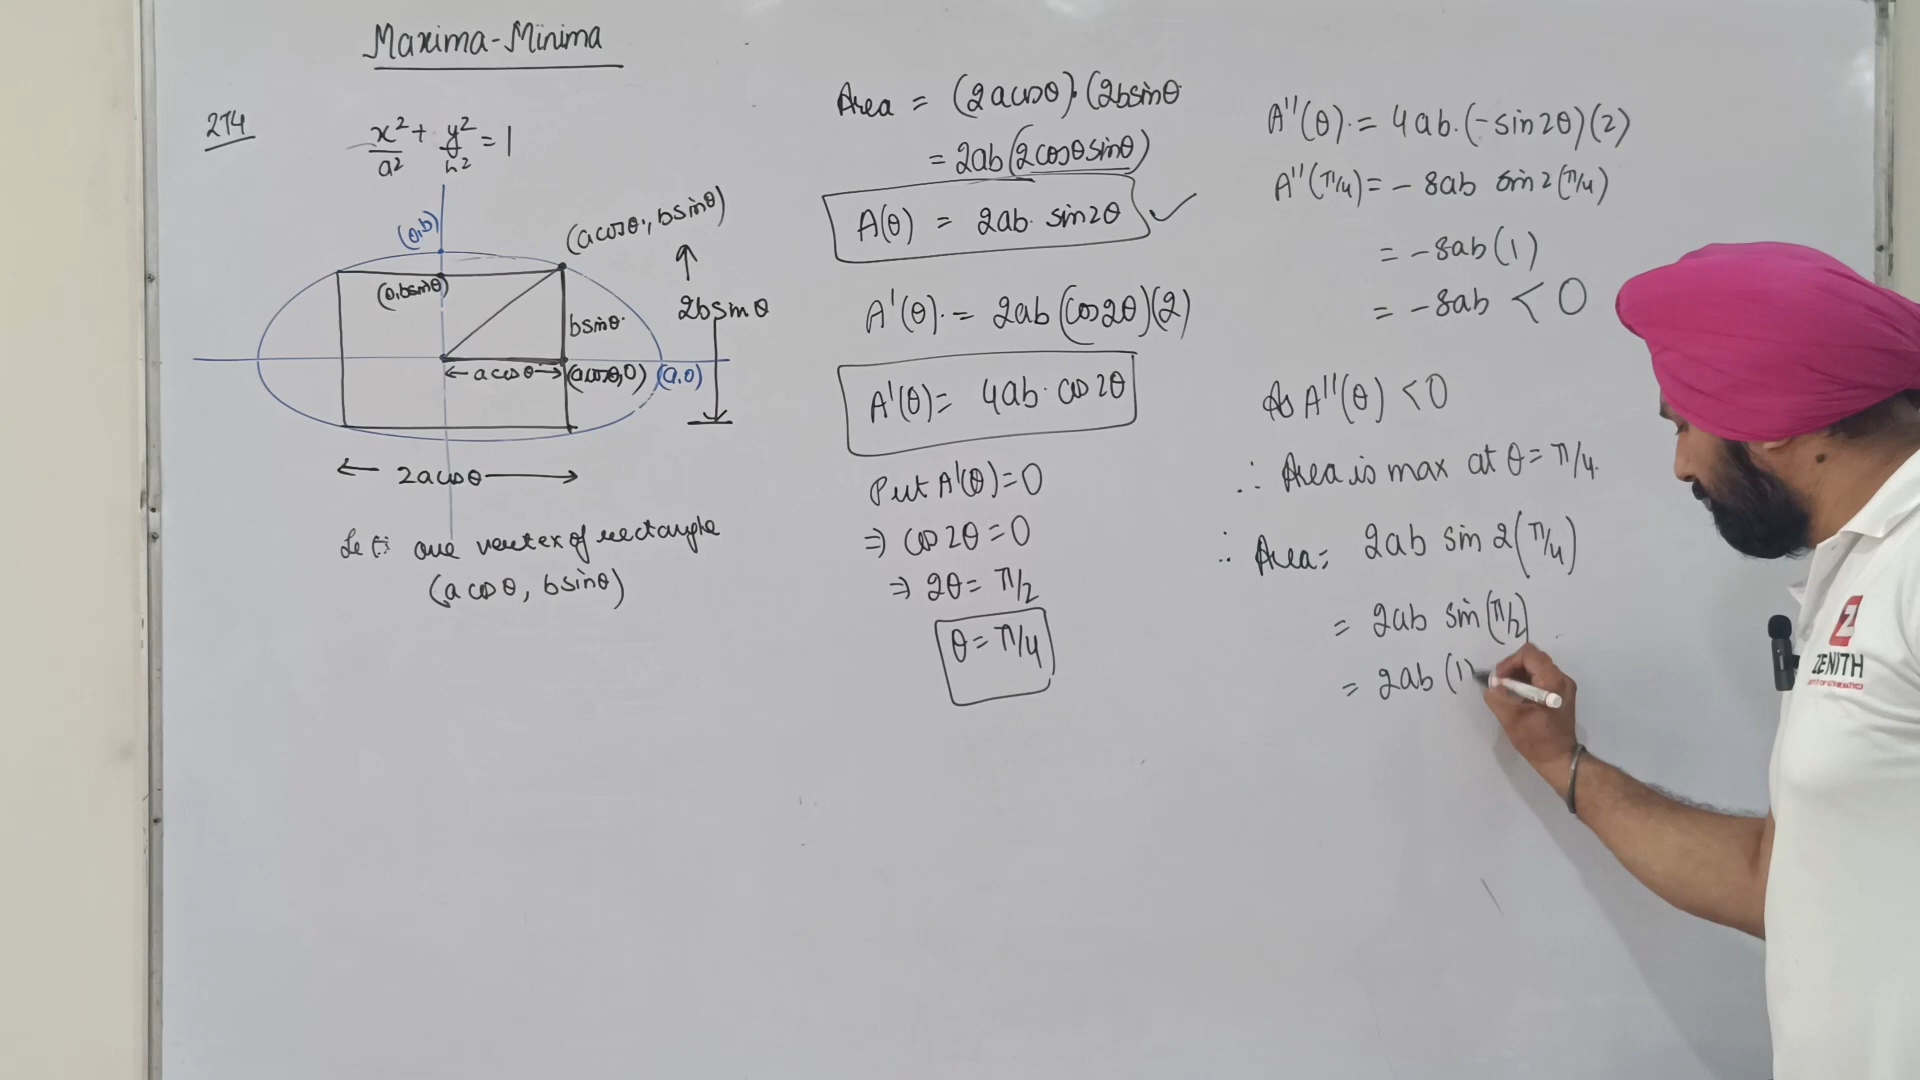 Maxima-Minima
274
x²/a² + y²/b² = 1
(0,b)
(a cosθ, b sinθ)
(0, b sinθ)
b sinθ
2b sinθ
a cosθ
(a cosθ, 0)
(a,0)
2a cosθ
Let one vertex of rectangle
(a cosθ, b sinθ)
Area = (2a cosθ)·(2b sinθ
= 2ab (2cosθ sinθ)
A(θ) = 2ab· sin2θ
A'(θ) = 2ab (cos2θ)(2)
A'(θ) = 4ab· cos2θ
Put A'(θ) = 0
⇒ cos2θ = 0
⇒ 2θ = π/2
θ = π/4
A''(θ) = 4ab·(-sin2θ)(2)
A''(π/4) = - 8ab sin2(π/4)
= -8ab (1)
= -8ab < 0
As A''(θ) < 0
∴ Area is max at θ = π/4.
∴ Area = 2ab sin 2(π/4)
= 2ab sin(π/2)
= 2ab (1)
ZENITH